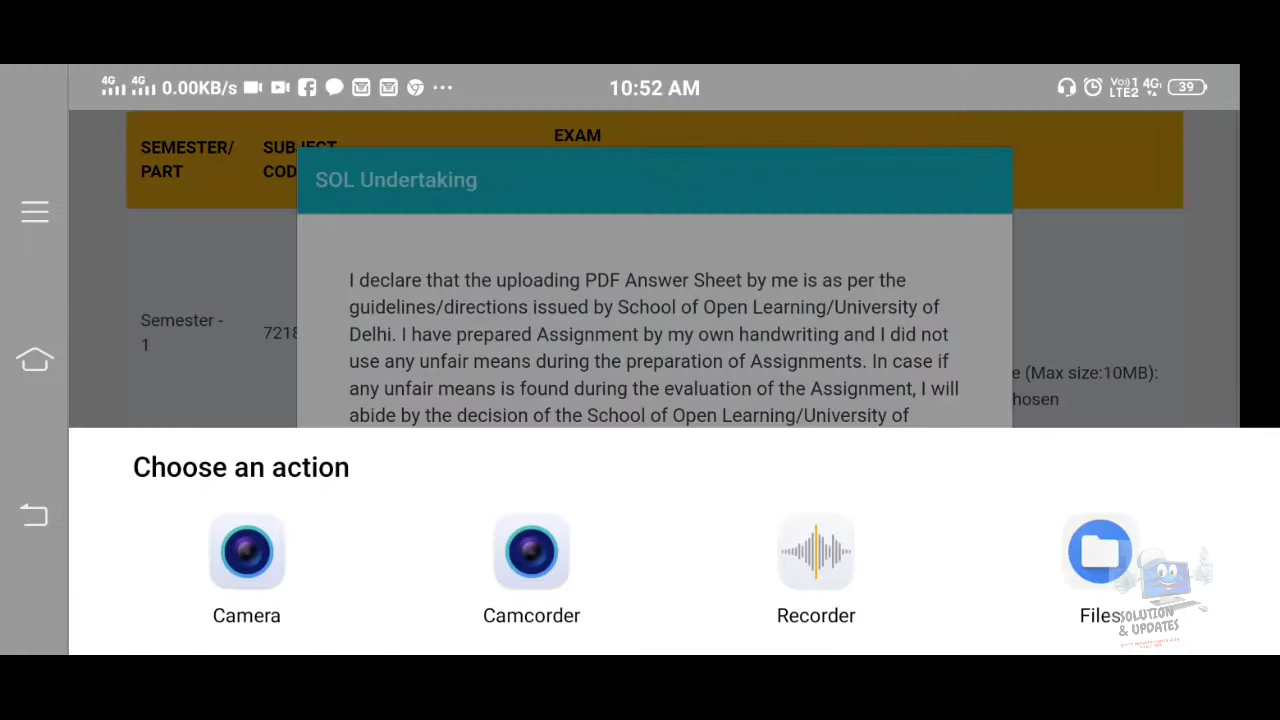 4G 4G 0.00KB/s 10:52 AM Vo))1 LTE2 4G 39
SEMESTER/ PART
SUBJECT
COD
EXAM
SOL Undertaking
I declare that the uploading PDF Answer Sheet by me is as per the
guidelines/directions issued by School of Open Learning/University of
Delhi. I have prepared Assignment by my own handwriting and I did not
use any unfair means during the preparation of Assignments. In case if
any unfair means is found during the evaluation of the Assignment, I will
abide by the decision of the School of Open Learning/University of
Semester -
1
7218
e (Max size:10MB):
hosen
Choose an action
Camera
Camcorder
Recorder
Files
SOLUTION
& UPDATES